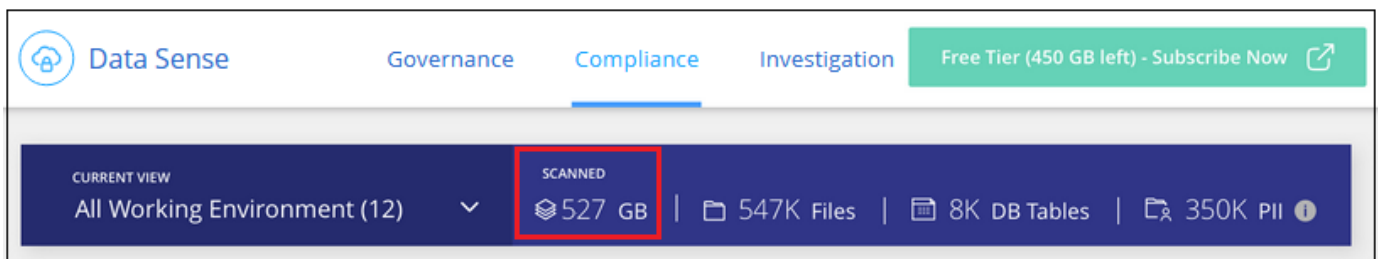 Data Sense Governance Compliance Investigation Free Tier (450 GB left) - Subscribe Now
CURRENT VIEW SCANNED
All Working Environment (12) 527 GB | 547K Files | 8K DB Tables | 350K PII